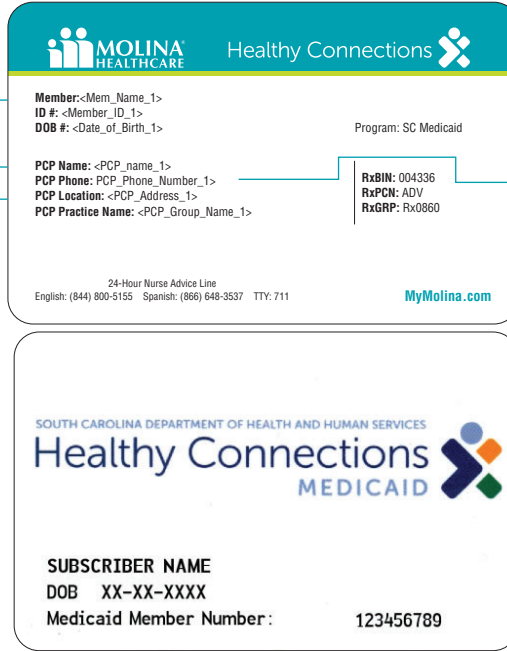 MOLINA
HEALTHCARE
Healthy Connections
Member:<Mem_Name_1>
ID #: <Member_ID_1>
DOB #: <Date_of_Birth_1>
Program: SC Medicaid
PCP Name: <PCP_name_1>
PCP Phone: PCP_Phone_Number_1>
PCP Location: <PCP_Address_1>
PCP Practice Name: <PCP_Group_Name_1>
RxBIN: 004336
RxPCN: ADV
RxGRP: Rx0860
24-Hour Nurse Advice Line
English: (844) 800-5155 Spanish: (866) 648-3537 TTY: 711
MyMolina.com
SOUTH CAROLINA DEPARTMENT OF HEALTH AND HUMAN SERVICES
Healthy Connections
MEDICAID
SUBSCRIBER NAME
DOB XX-XX-XXXX
Medicaid Member Number: 123456789